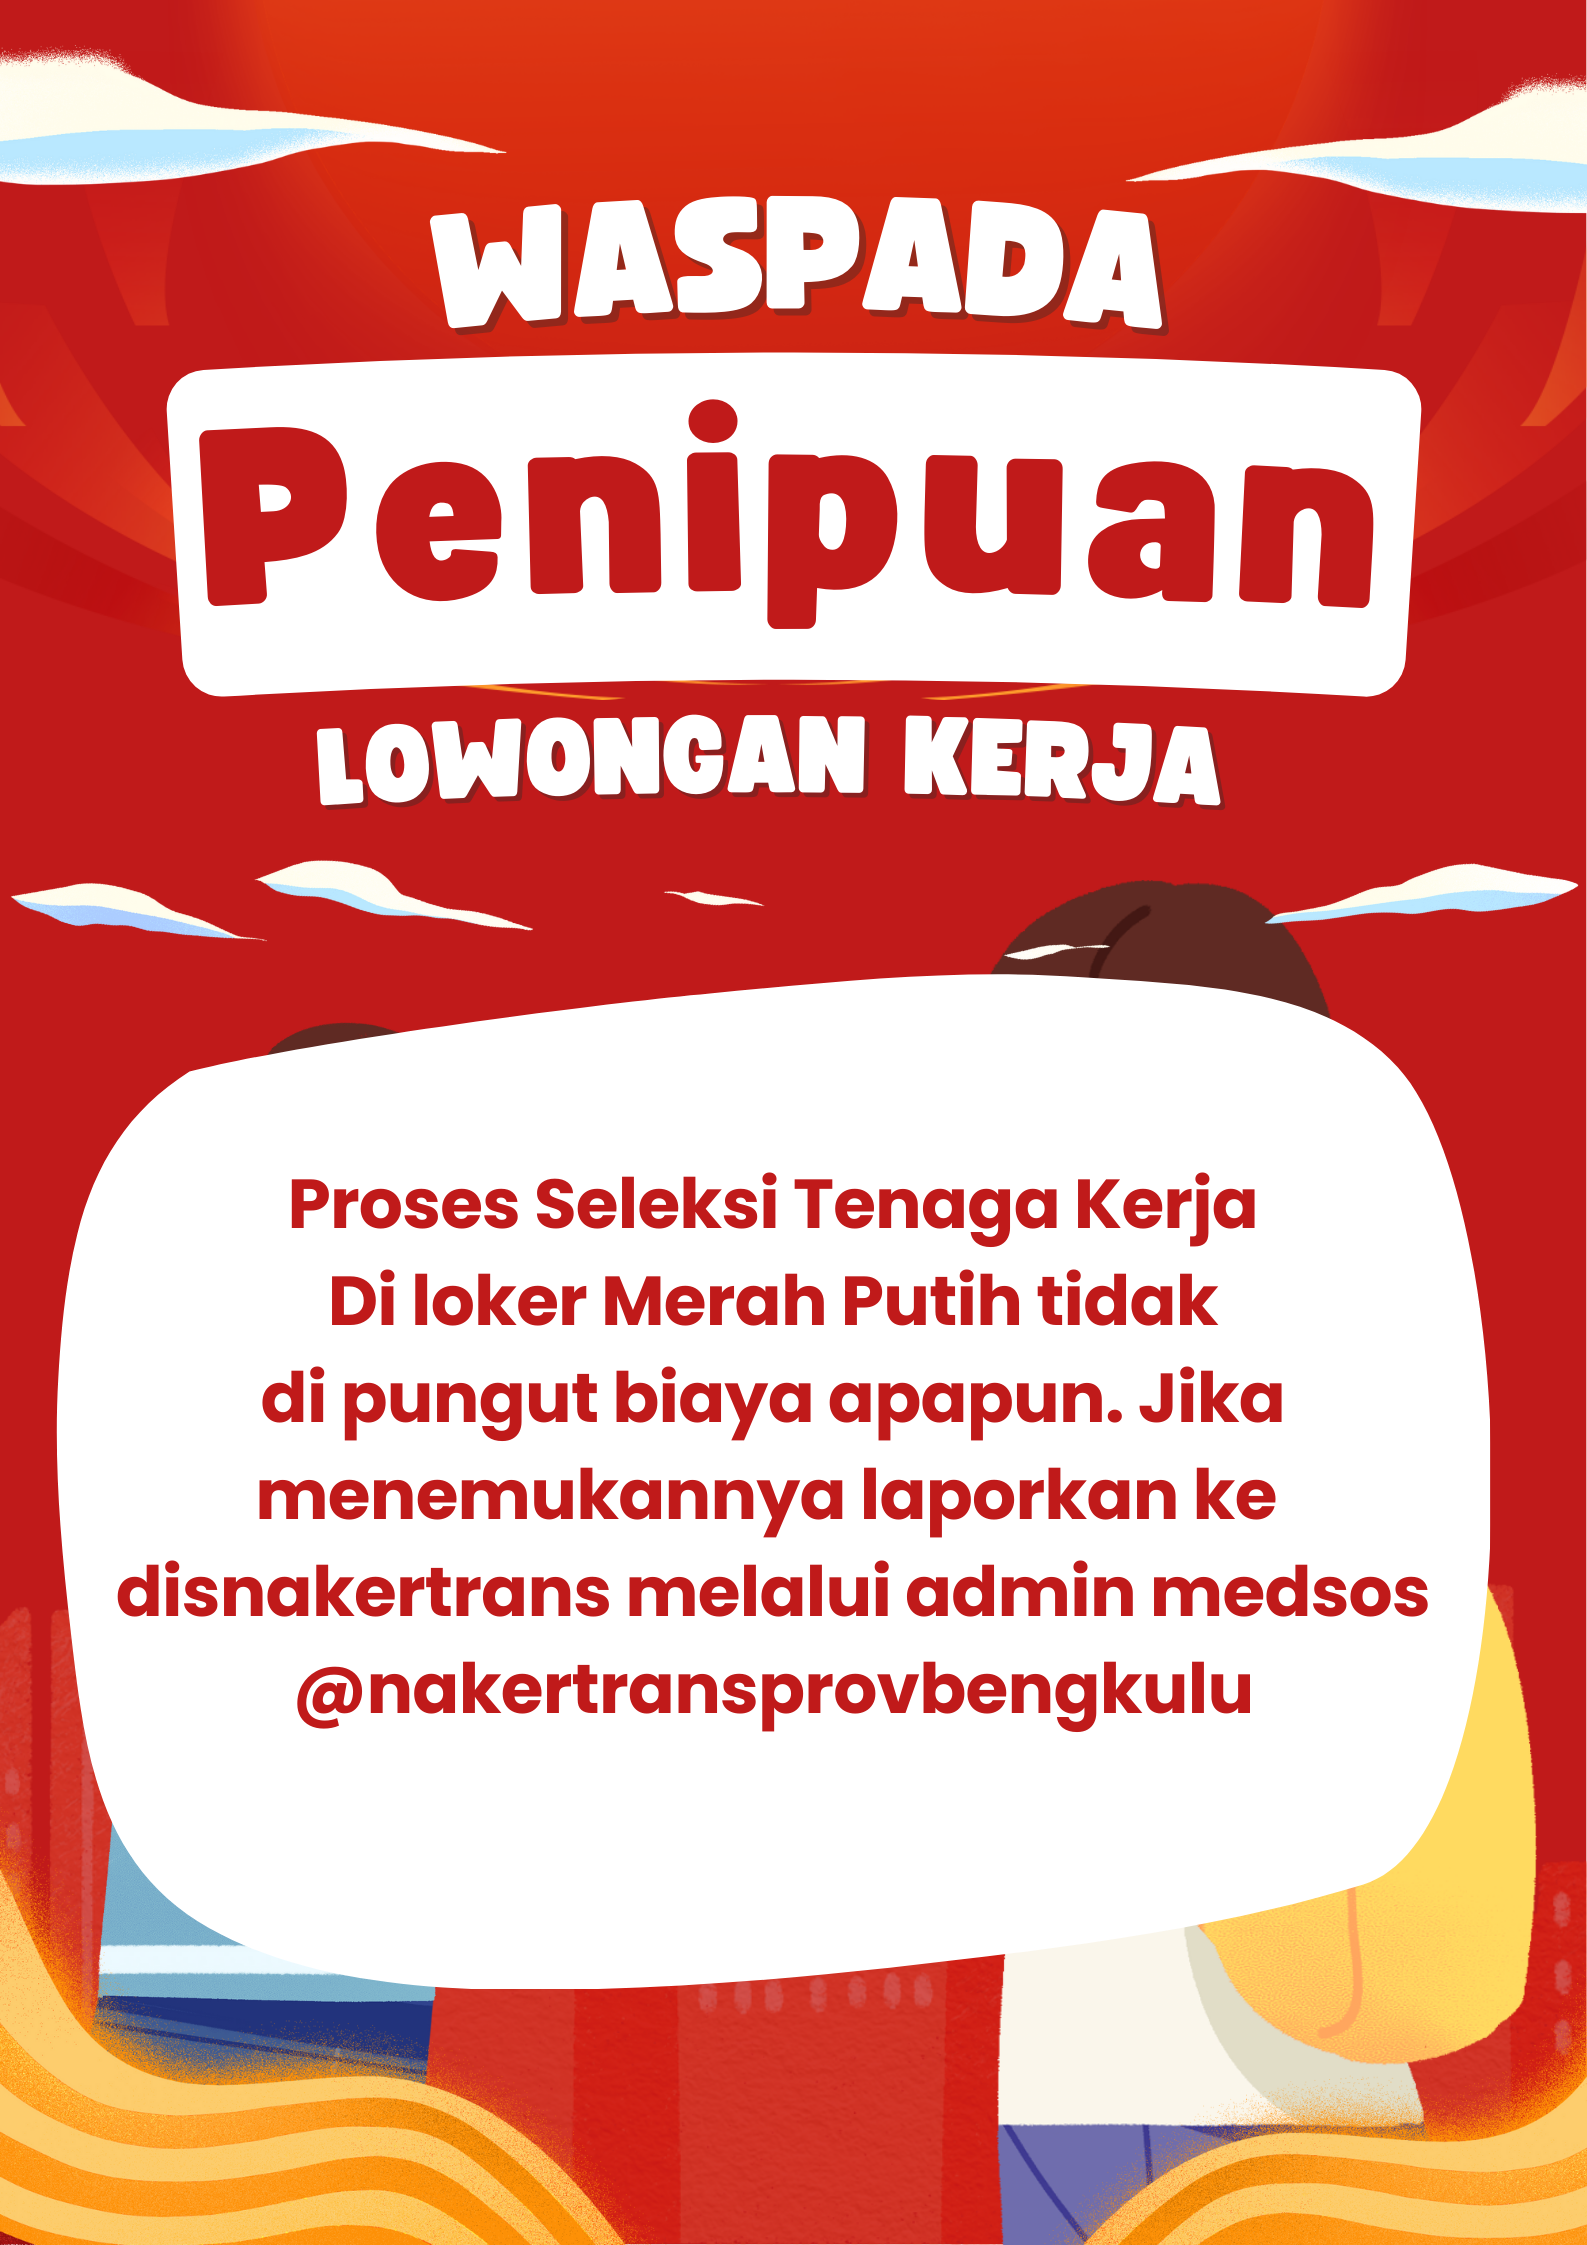 WASPADA
Penipuan
LOWONGAN KERJA
Proses Seleksi Tenaga Kerja
Di loker Merah Putih tidak
di pungut biaya apapun. Jika
menemukannya laporkan ke
disnakertrans melalui admin medsos
@nakertransprovbengkulu